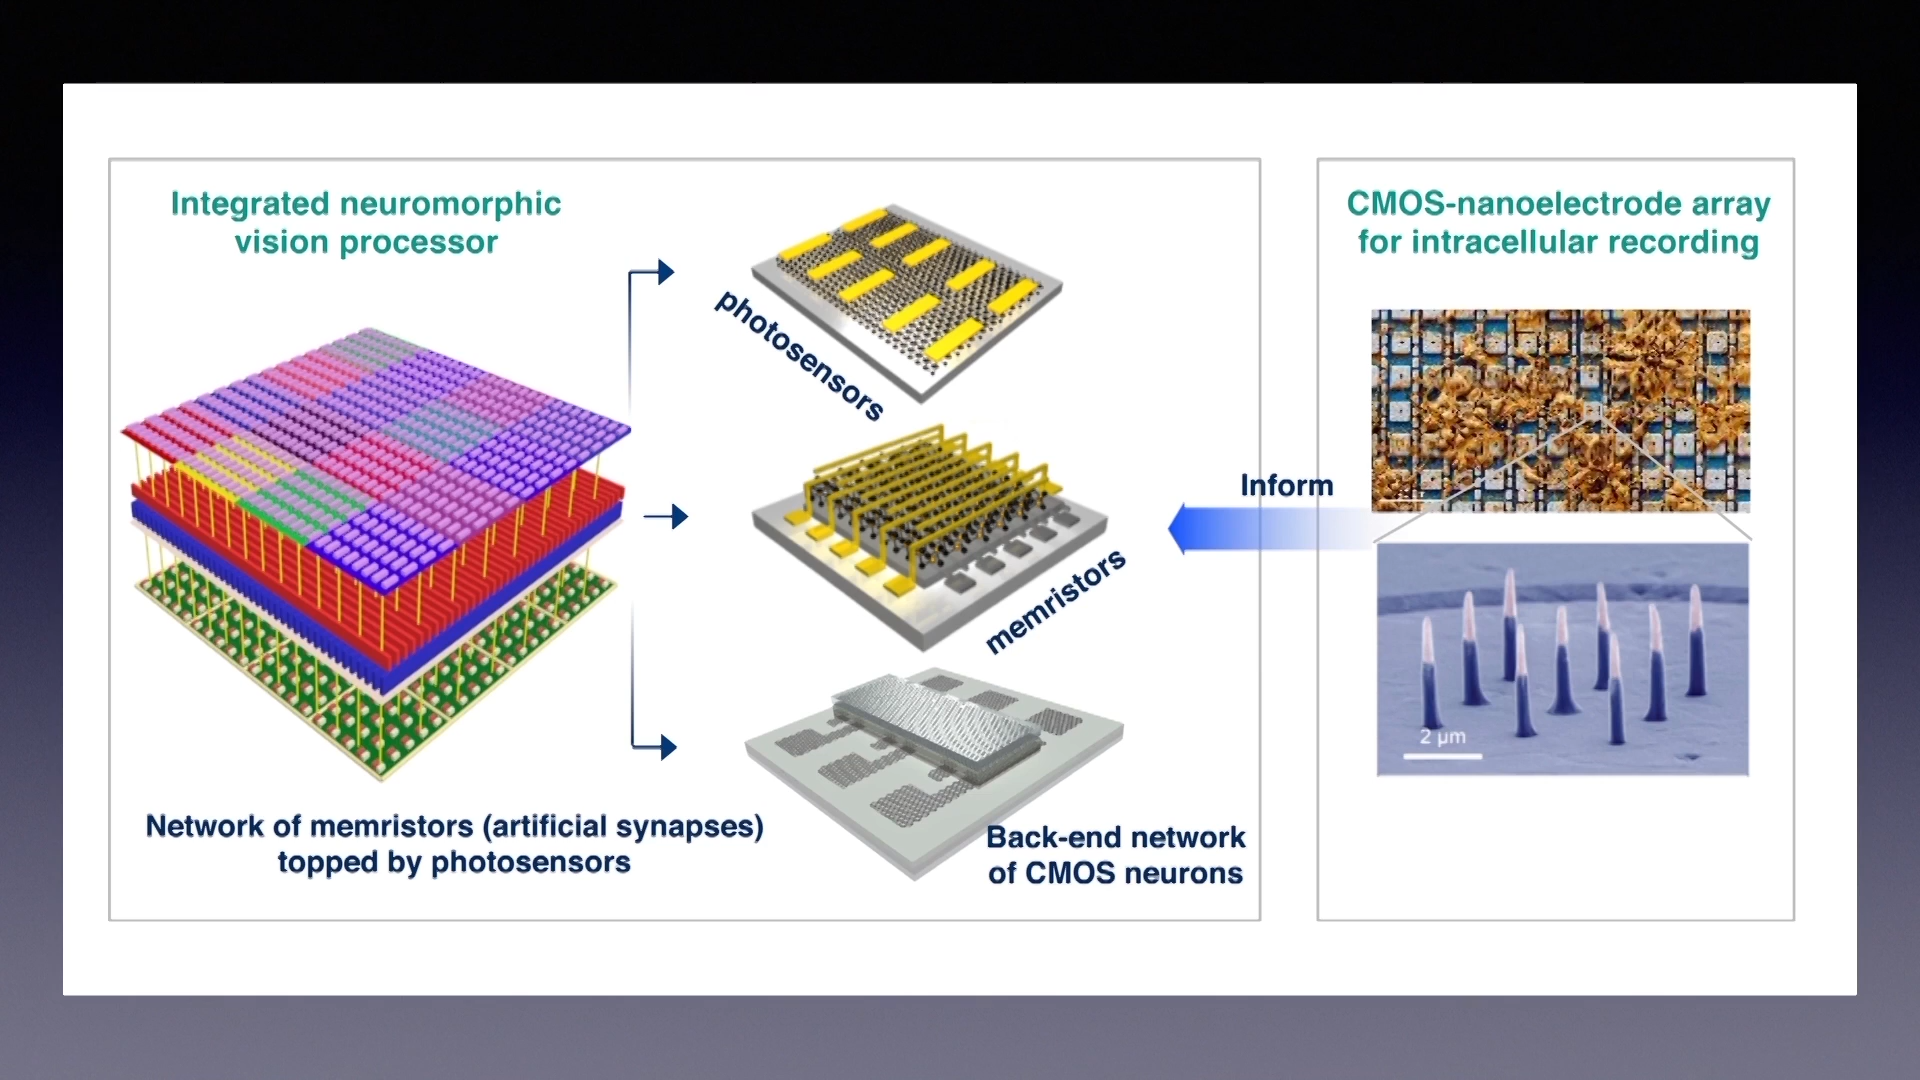 Integrated neuromorphic
vision processor
photosensors
memristors
Network of memristors (artificial synapses)
topped by photosensors
Back-end network
of CMOS neurons
Inform
CMOS-nanoelectrode array
for intracellular recording
2 µm